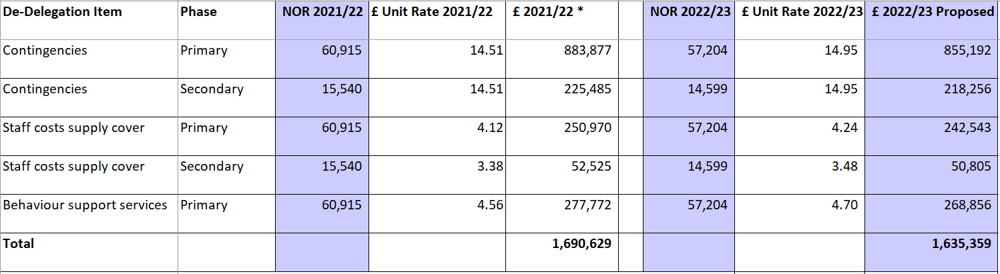 De-Delegation Item Phase NOR 2021/22 £ Unit Rate 2021/22 £ 2021/22 * NOR 2022/23 £ Unit Rate 2022/23 £ 2022/23 Proposed
Contingencies Primary 60,915 14.51 883,877 57,204 14.95 855,192
Contingencies Secondary 15,540 14.51 225,485 14,599 14.95 218,256
Staff costs supply cover Primary 60,915 4.12 250,970 57,204 4.24 242,543
Staff costs supply cover Secondary 15,540 3.38 52,525 14,599 3.48 50,805
Behaviour support services Primary 60,915 4.56 277,772 57,204 4.70 268,856
Total 1,690,629 1,635,359